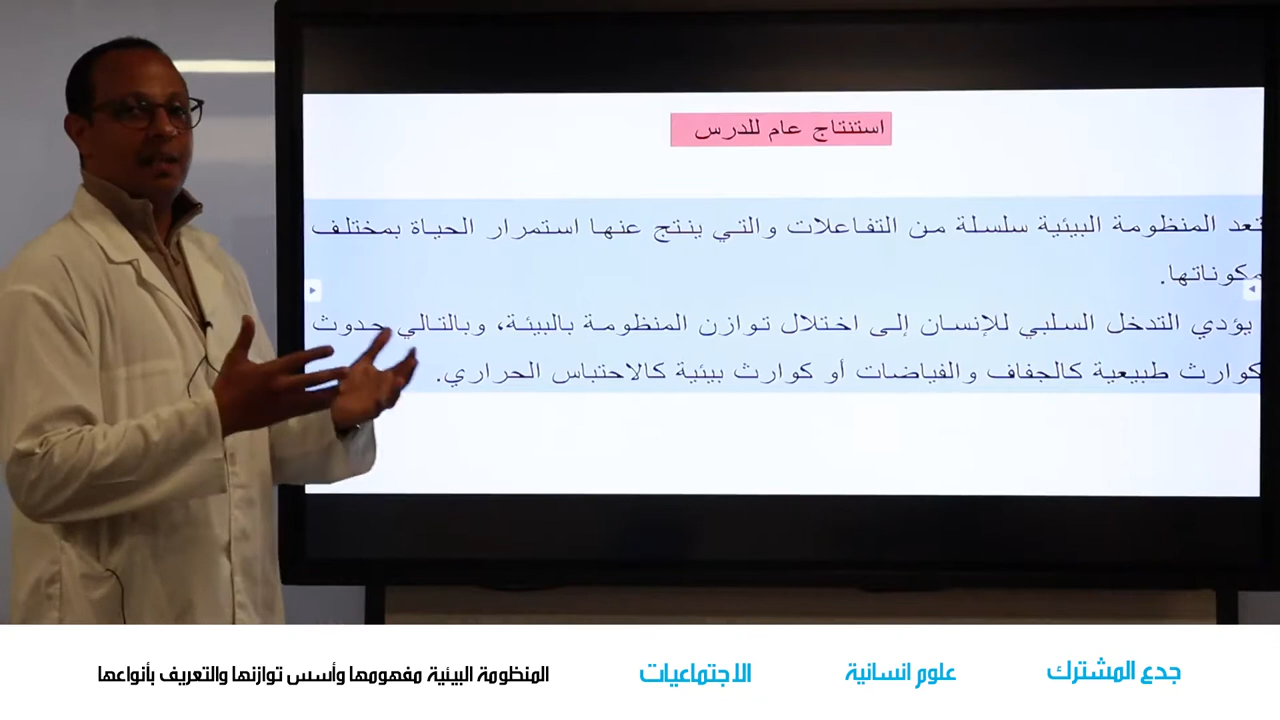 استنتاج عام للدرس
تعد المنظومة البيئية سلسلة من التفاعلات والتي ينتج عنها استمرار الحياة بمختلف
مكوناتها.
يؤدي التدخل السلبي للإنسان إلى اختلال توازن المنظومة بالبيئة، وبالتالي حدوث
كوارث طبيعية كالجفاف والفياضات أو كوارث بيئية كالاحتباس الحراري.
جدع المشترك علوم انسانية الاجتماعيات المنظومة البيئية مفهومها وأسس توازنها والتعريف بأنواعها